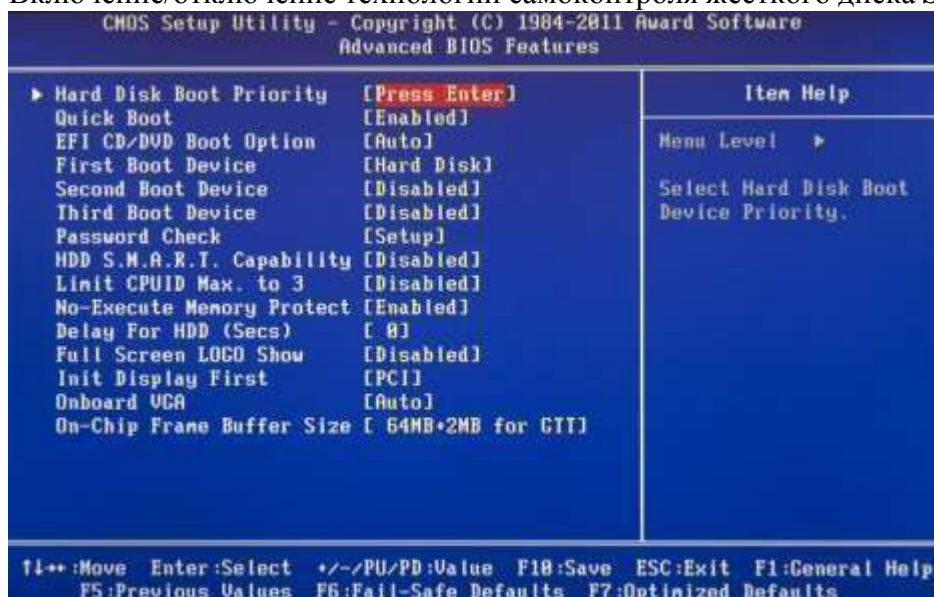 Включение/отключение технологии самоконтроля жесткого диска
CMOS Setup Utility - Copyright (C) 1984-2011 Award Software
Advanced BIOS Features
▶ Hard Disk Boot Priority [Press Enter]
Quick Boot [Enabled]
EFI CD/DVD Boot Option [Auto]
First Boot Device [Hard Disk]
Second Boot Device [Disabled]
Third Boot Device [Disabled]
Password Check [Setup]
HDD S.M.A.R.T. Capability [Disabled]
Limit CPUID Max. to 3 [Disabled]
No-Execute Memory Protect [Enabled]
Delay For HDD (Secs) [ 0]
Full Screen LOGO Show [Disabled]
Init Display First [PCI]
Onboard VGA [Auto]
On-Chip Frame Buffer Size [ 64MB+2MB for GTT]
Item Help
Menu Level ▶
Select Hard Disk Boot
Device Priority.
↑↓→←:Move Enter:Select +/-/PU/PD:Value F10:Save ESC:Exit F1:General Help
F5:Previous Values F6:Fail-Safe Defaults F7:Optimized Defaults